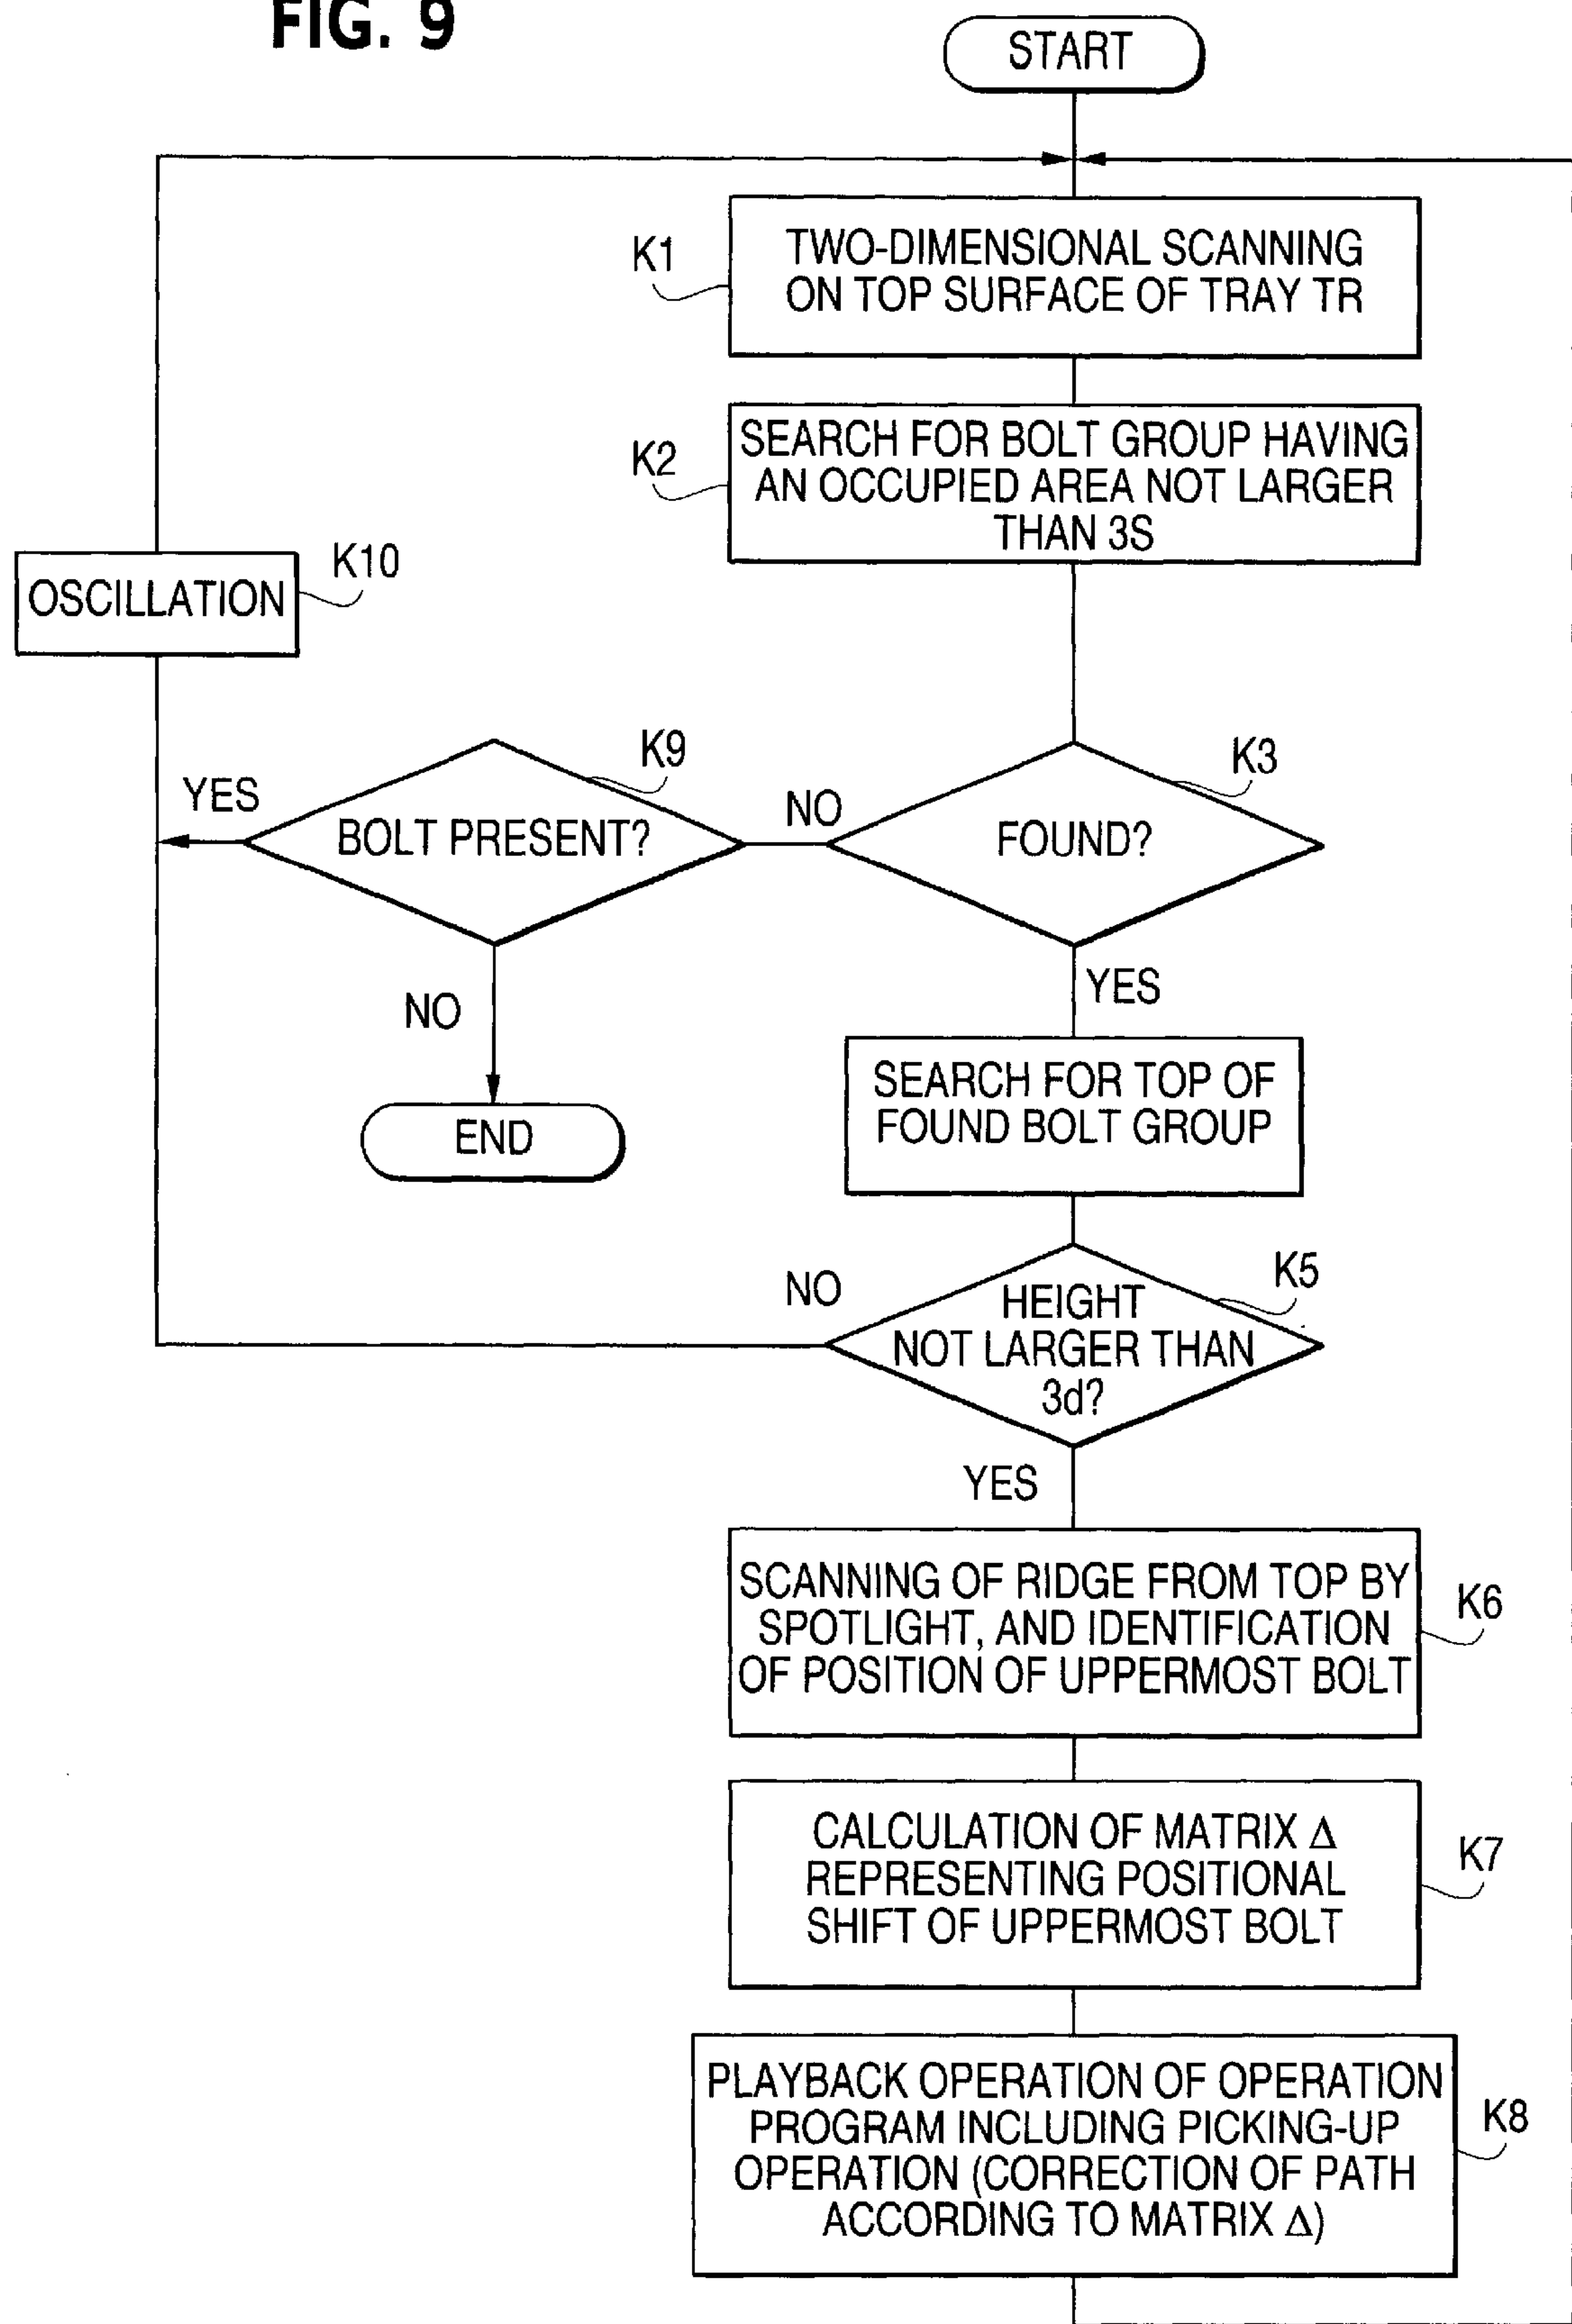 FIG. 9
START
K1
TWO-DIMENSIONAL SCANNING
ON TOP SURFACE OF TRAY TR
K2
SEARCH FOR BOLT GROUP HAVING
AN OCCUPIED AREA NOT LARGER
THAN 3S
OSCILLATION
K10
K9
YES
BOLT PRESENT?
NO
K3
FOUND?
NO
YES
END
SEARCH FOR TOP OF
FOUND BOLT GROUP
NO
K5
HEIGHT
NOT LARGER THAN
3d?
YES
SCANNING OF RIDGE FROM TOP BY
SPOTLIGHT, AND IDENTIFICATION
OF POSITION OF UPPERMOST BOLT
K6
CALCULATION OF MATRIX Δ
REPRESENTING POSITIONAL
SHIFT OF UPPERMOST BOLT
K7
PLAYBACK OPERATION OF OPERATION
PROGRAM INCLUDING PICKING-UP
OPERATION (CORRECTION OF PATH
ACCORDING TO MATRIX Δ)
K8